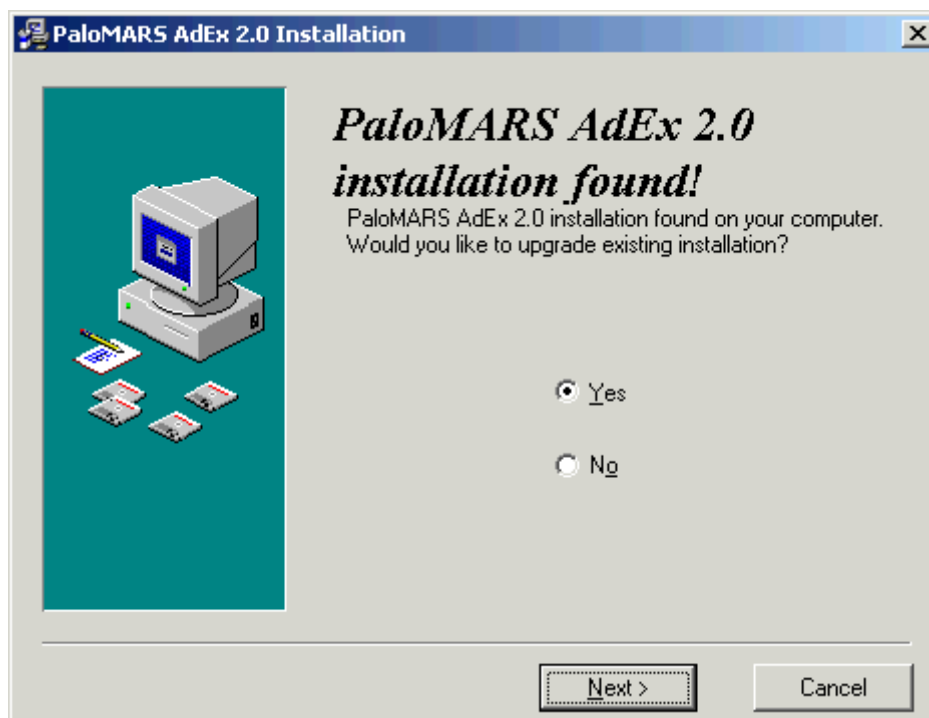 PaloMARS AdEx 2.0 Installation
PaloMARS AdEx 2.0
installation found!
PaloMARS AdEx 2.0 installation found on your computer.
Would you like to upgrade existing installation?
Yes
No
Next >
Cancel